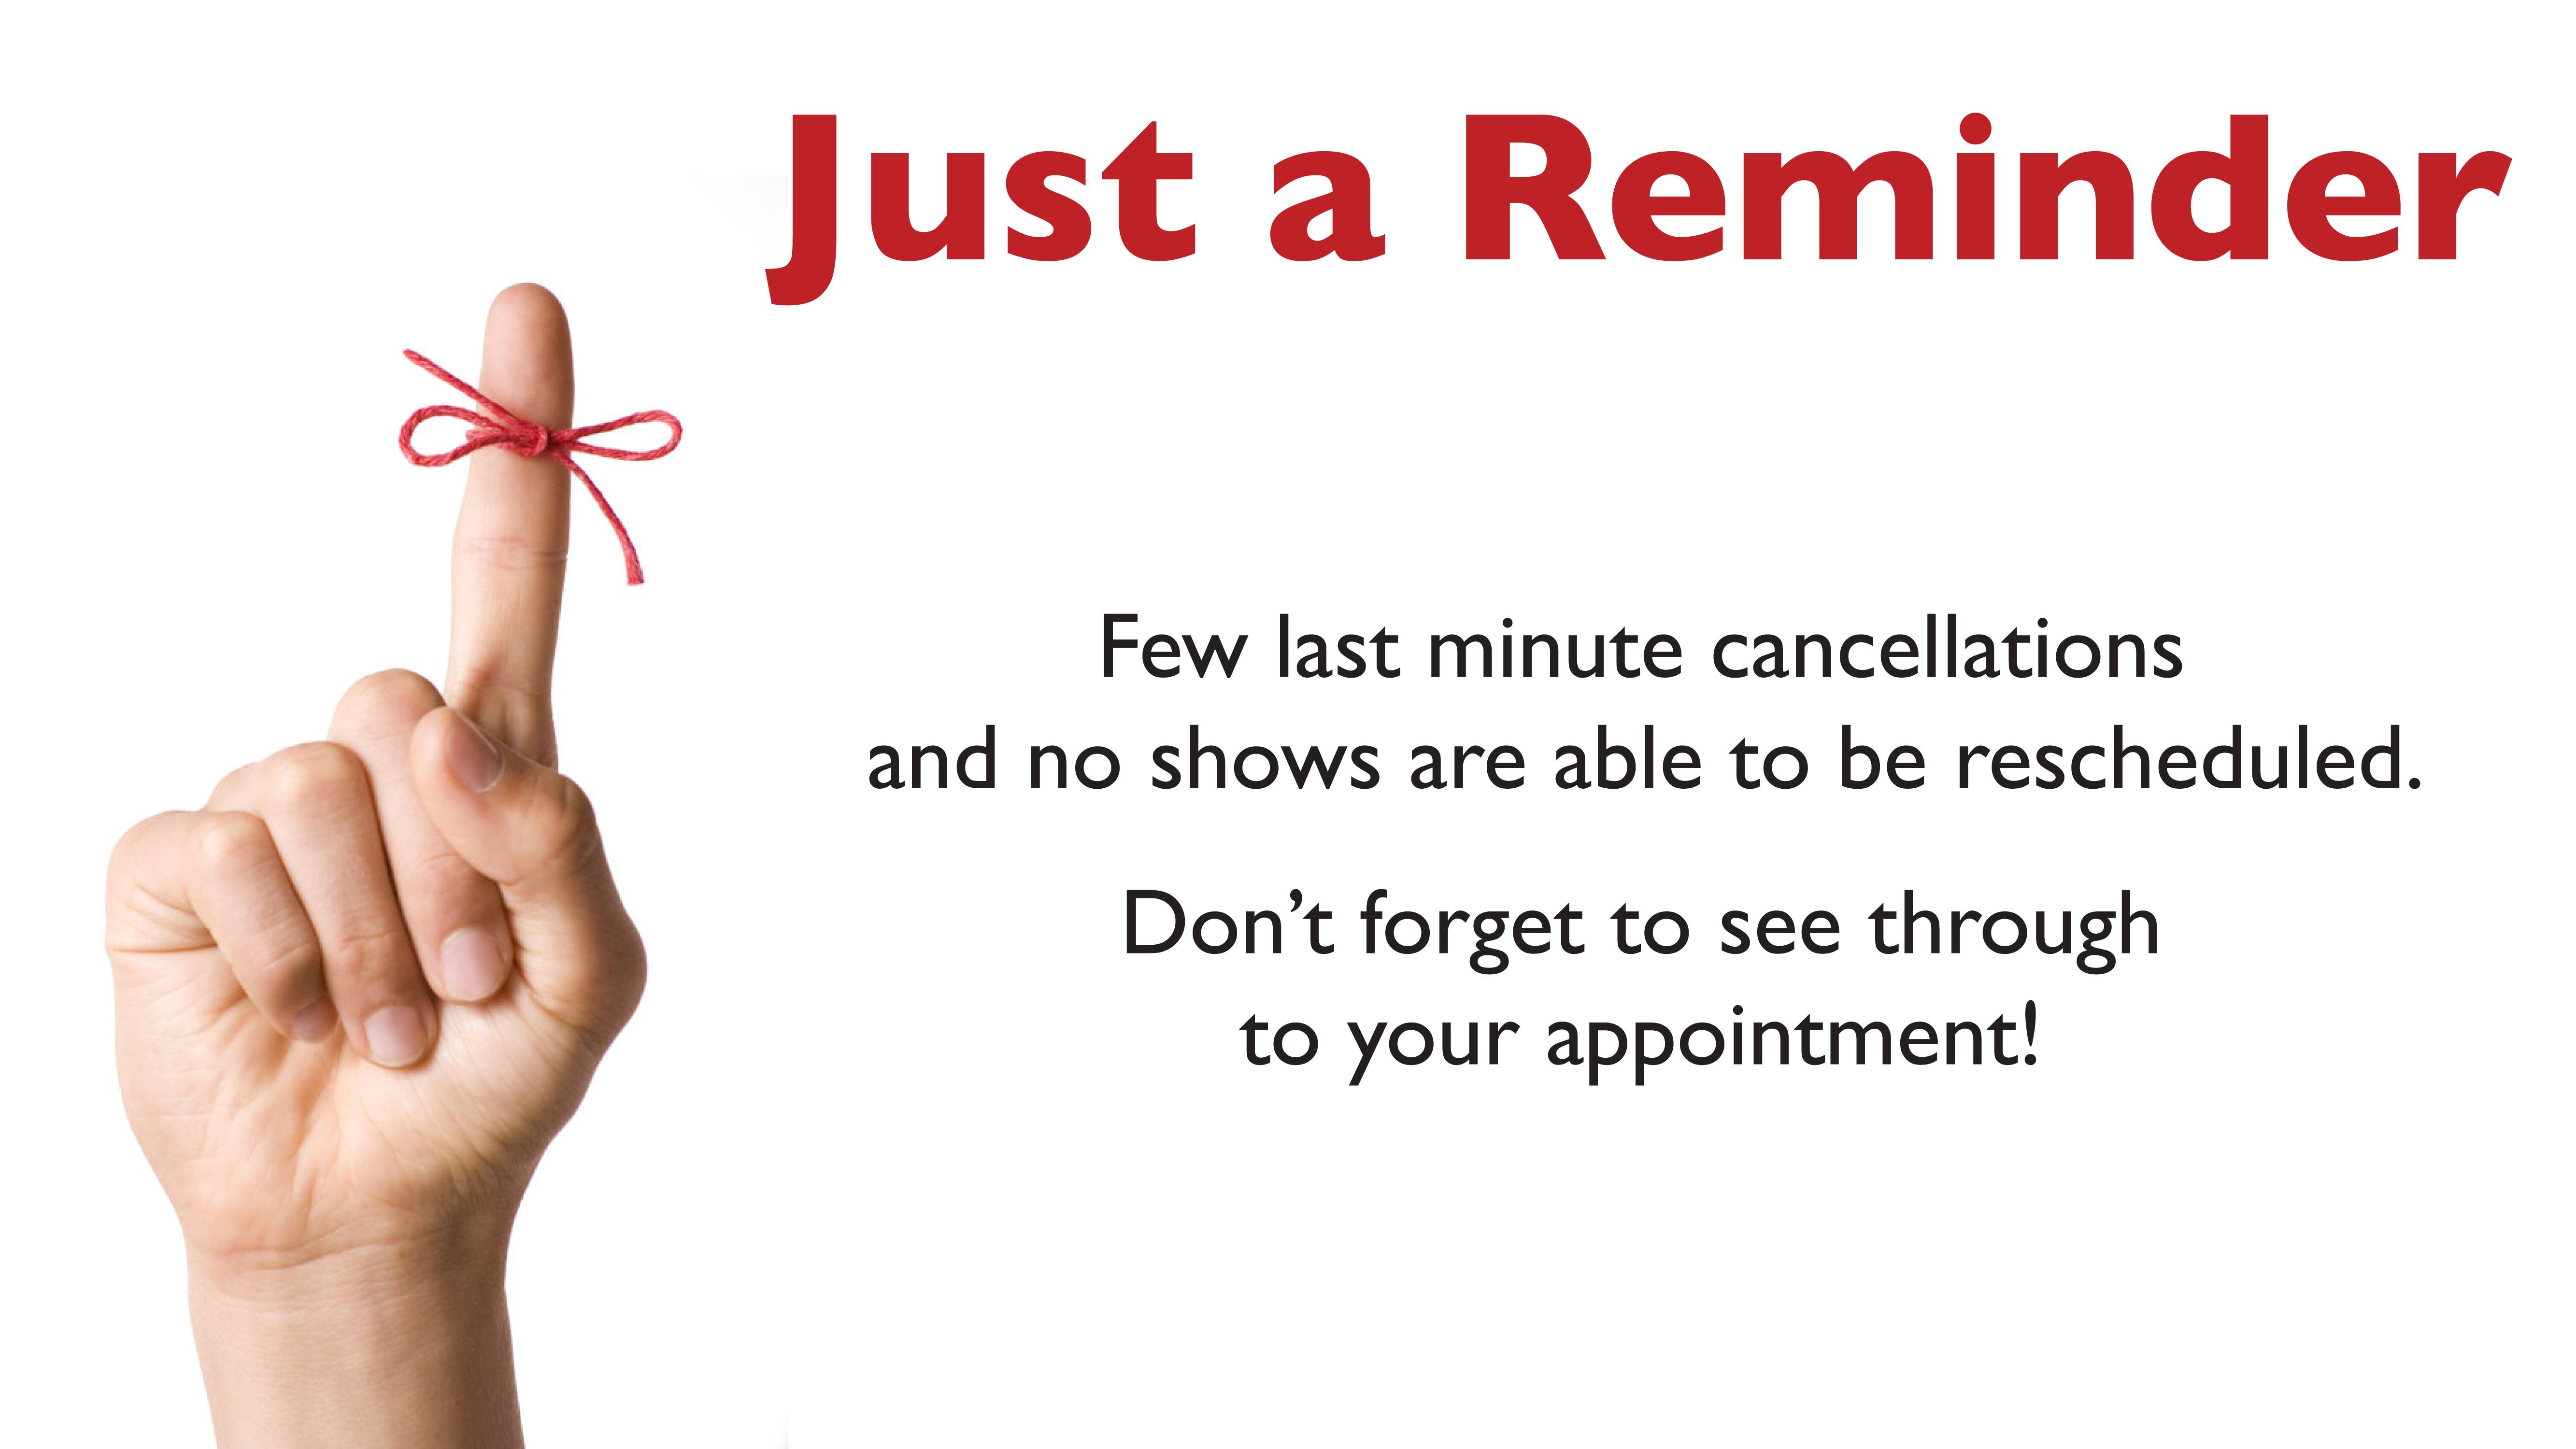 Just a Reminder
Few last minute cancellations
and no shows are able to be rescheduled.
Don’t forget to see through
to your appointment!